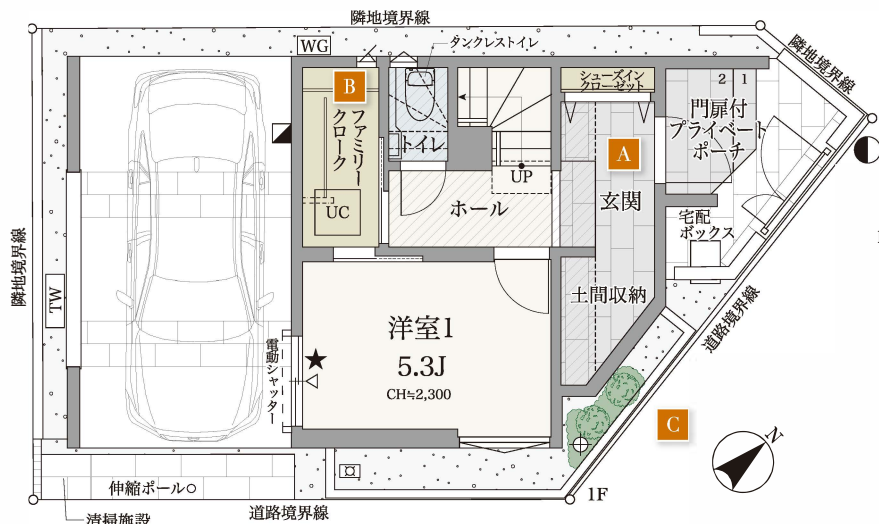 隣地境界線
WG
タンクレストイレ
隣地境界線
B
ファミリー
クローク
UC
トイレ
UP
ホール
シューズイン
クローゼット
A
玄関
土間収納
2 1
門扉付
プライベート
ポーチ
宅配
ボックス
隣地境界線
TW
電動シャッター
洋室1
5.3J
CH≒2,300
道路境界線
C
N
1F
伸縮ポール
清掃施設
道路境界線